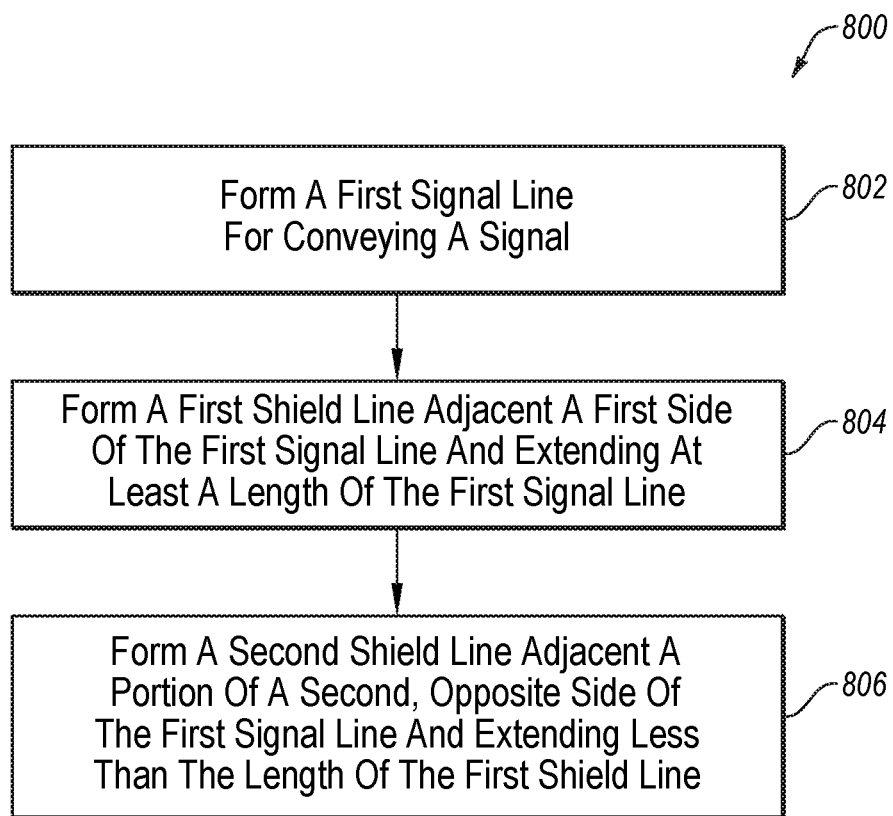 800
Form A First Signal Line
For Conveying A Signal
802
Form A First Shield Line Adjacent A First Side
Of The First Signal Line And Extending At
Least A Length Of The First Signal Line
804
Form A Second Shield Line Adjacent A
Portion Of A Second, Opposite Side Of
The First Signal Line And Extending Less
Than The Length Of The First Shield Line
806